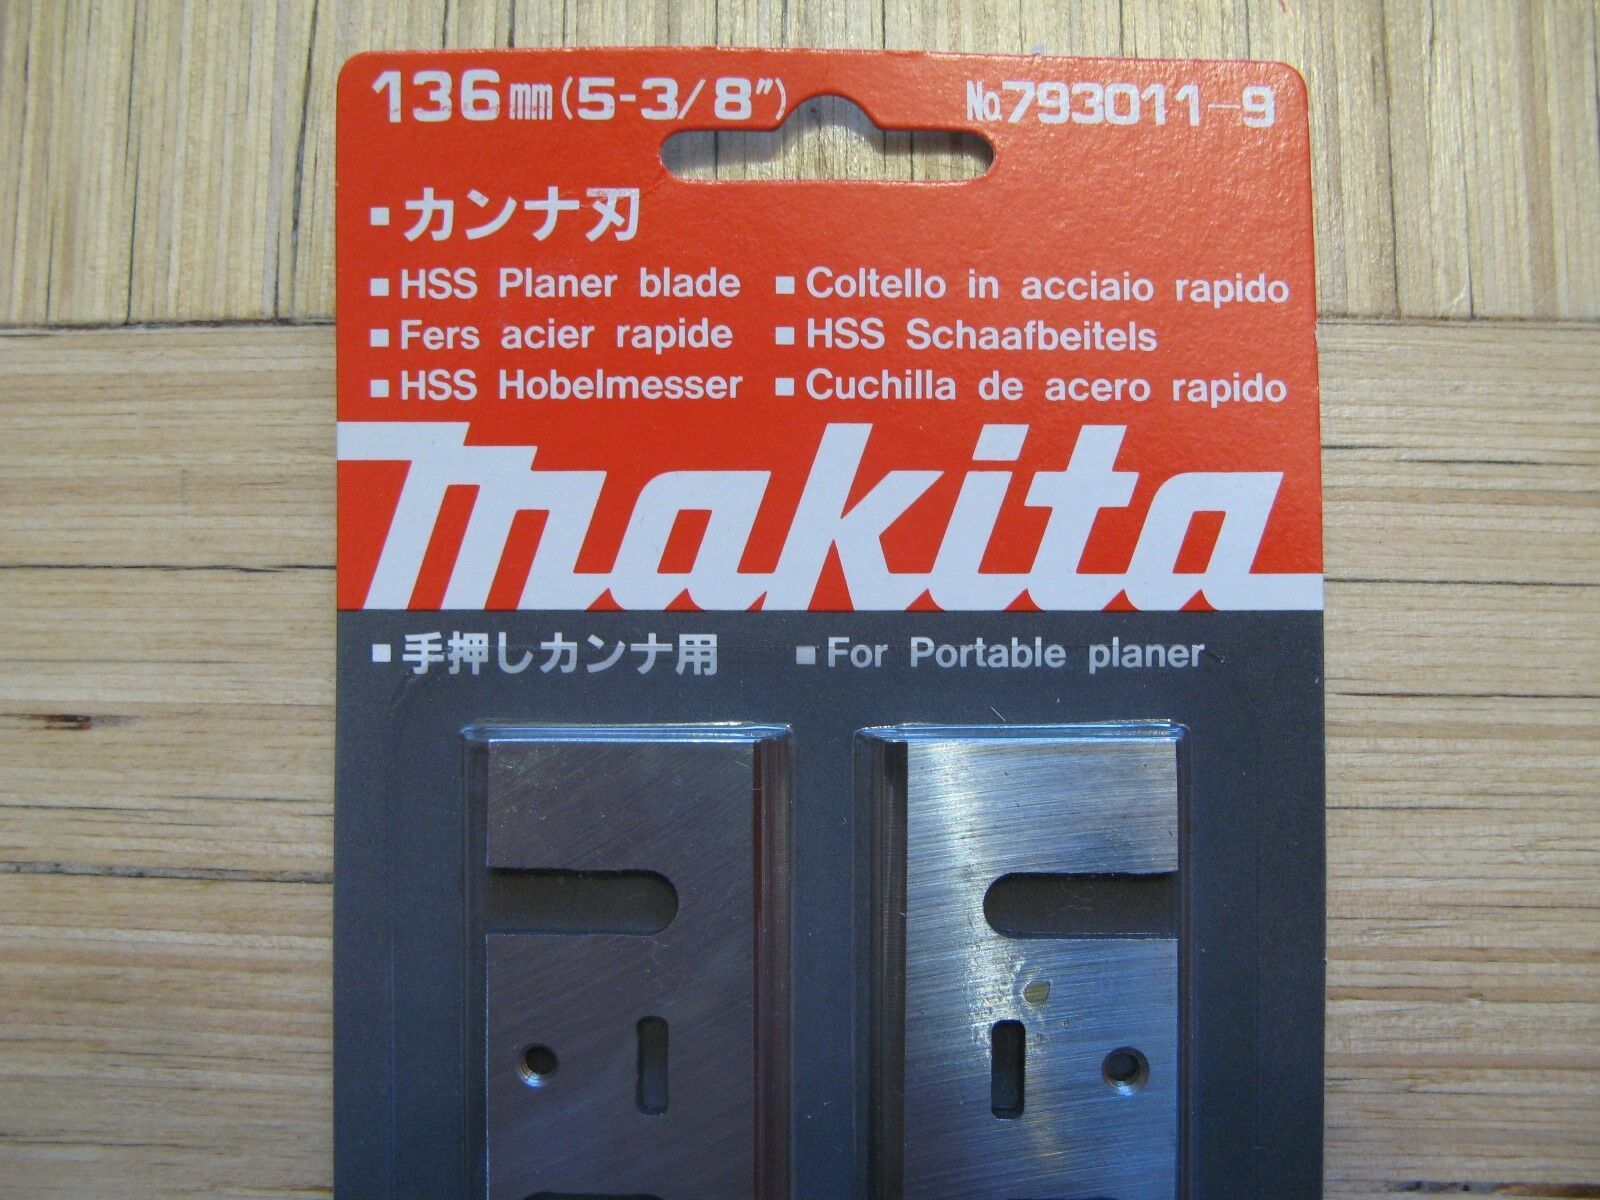 136mm(5-3/8") No.793011-9
▪カンナ刃
▪HSS Planer blade ▪Coltello in acciaio rapido
▪Fers acier rapide ▪HSS Schaafbeitels
▪HSS Hobelmesser ▪Cuchilla de acero rapido
makita
▪手押しカンナ用 ▪For Portable planer